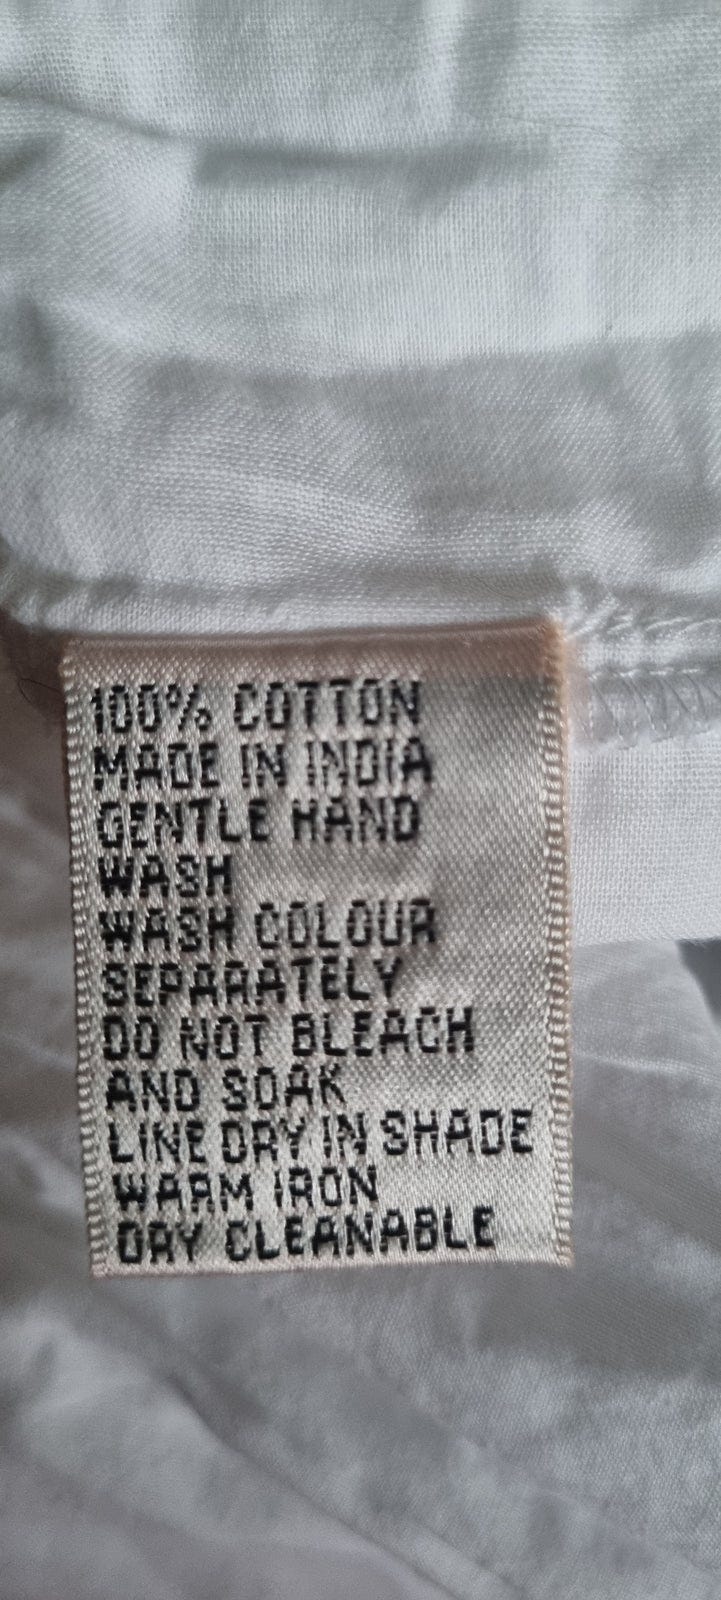 100% COTTON
MADE IN INDIA
GENTLE HAND
WASH
WASH COLOUR
SEPARATELY
DO NOT BLEACH
AND SOAK
LINE DRY IN SHADE
WARM IRON
DRY CLEANABLE